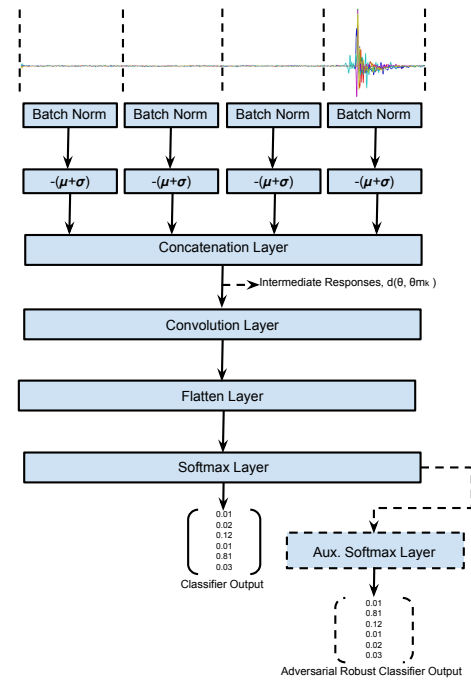 Batch Norm Batch Norm Batch Norm Batch Norm
-(μ+σ) -(μ+σ) -(μ+σ) -(μ+σ)
Concatenation Layer
Intermediate Responses, d(θ, θmₖ )
Convolution Layer
Flatten Layer
Softmax Layer
0.01
0.02
0.12
0.01
0.81
0.03
Classifier Output
Aux. Softmax Layer
0.01
0.81
0.12
0.01
0.02
0.03
Adversarial Robust Classifier Output